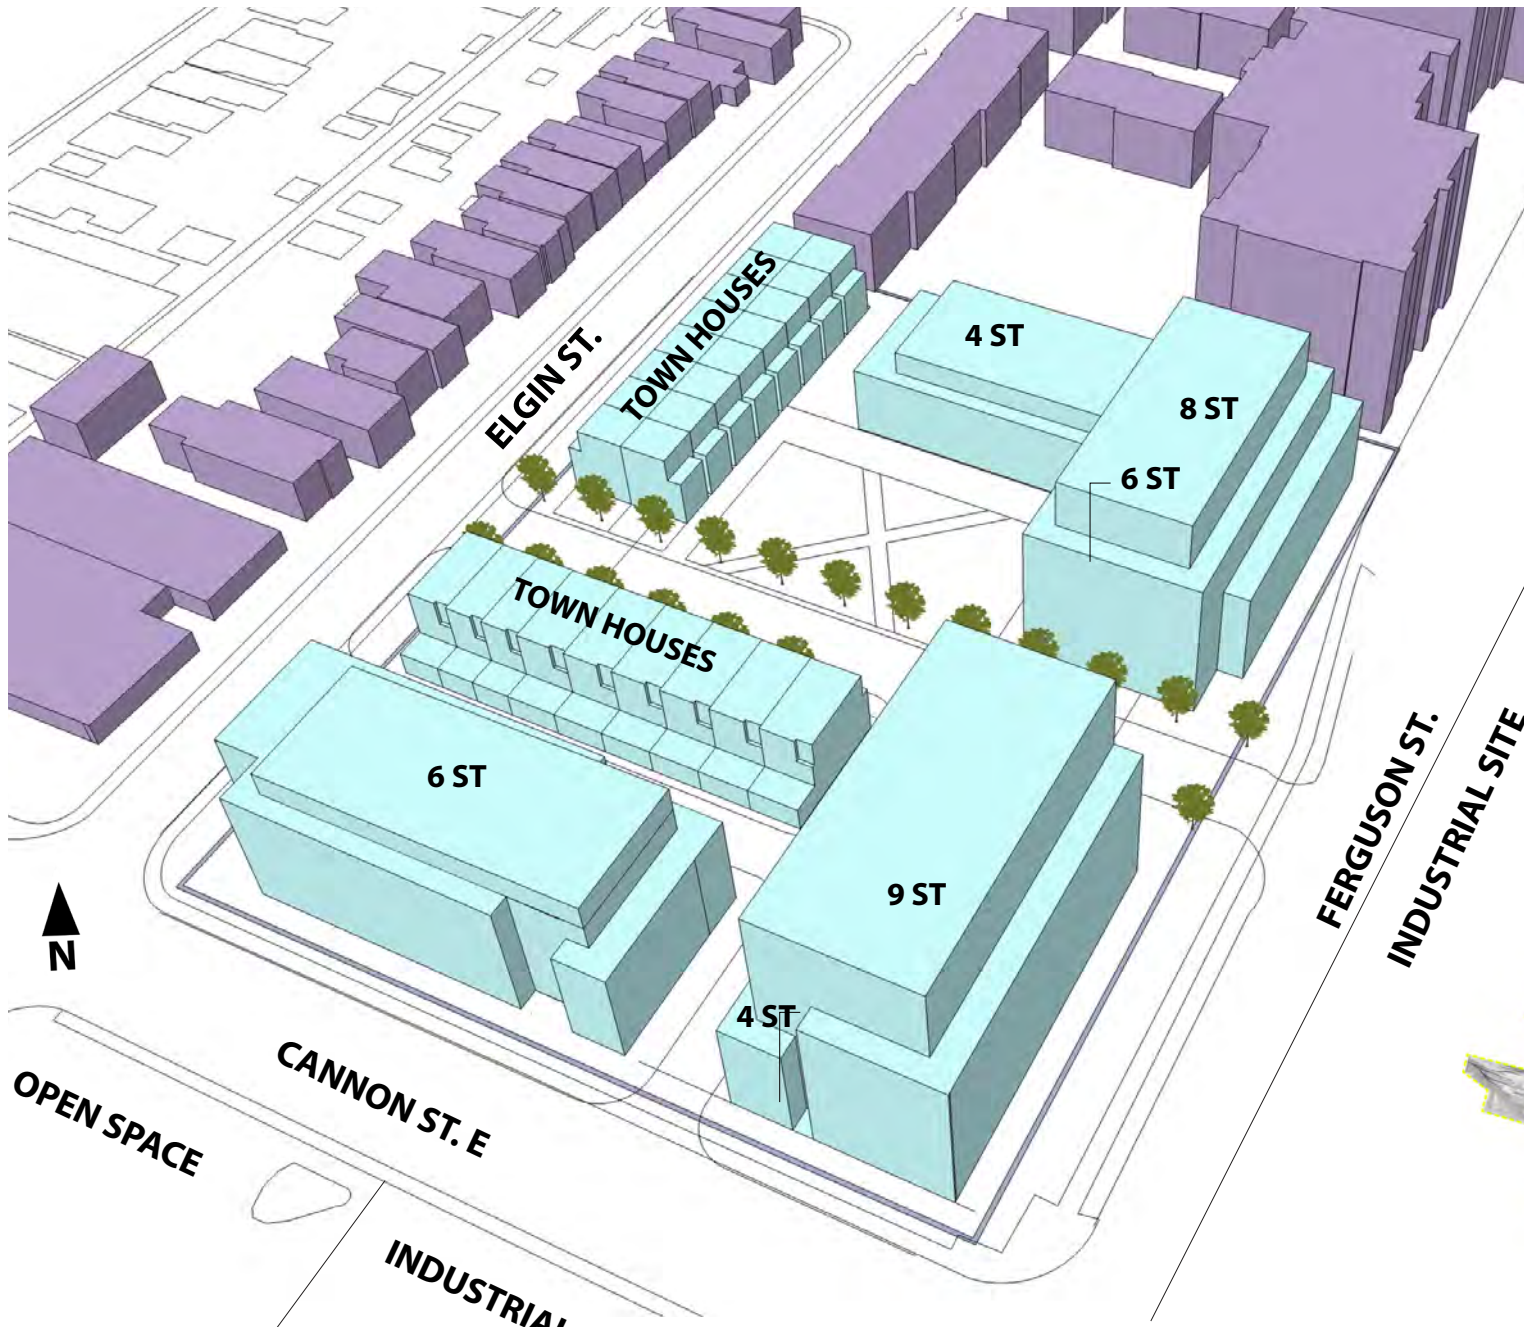 TOWN HOUSES
4 ST
ELGIN ST.
8 ST
6 ST
TOWN HOUSES
6 ST
9 ST
FERGUSON ST.
INDUSTRIAL SITE
N
4 ST
CANNON ST. E
OPEN SPACE
INDUSTRIAL